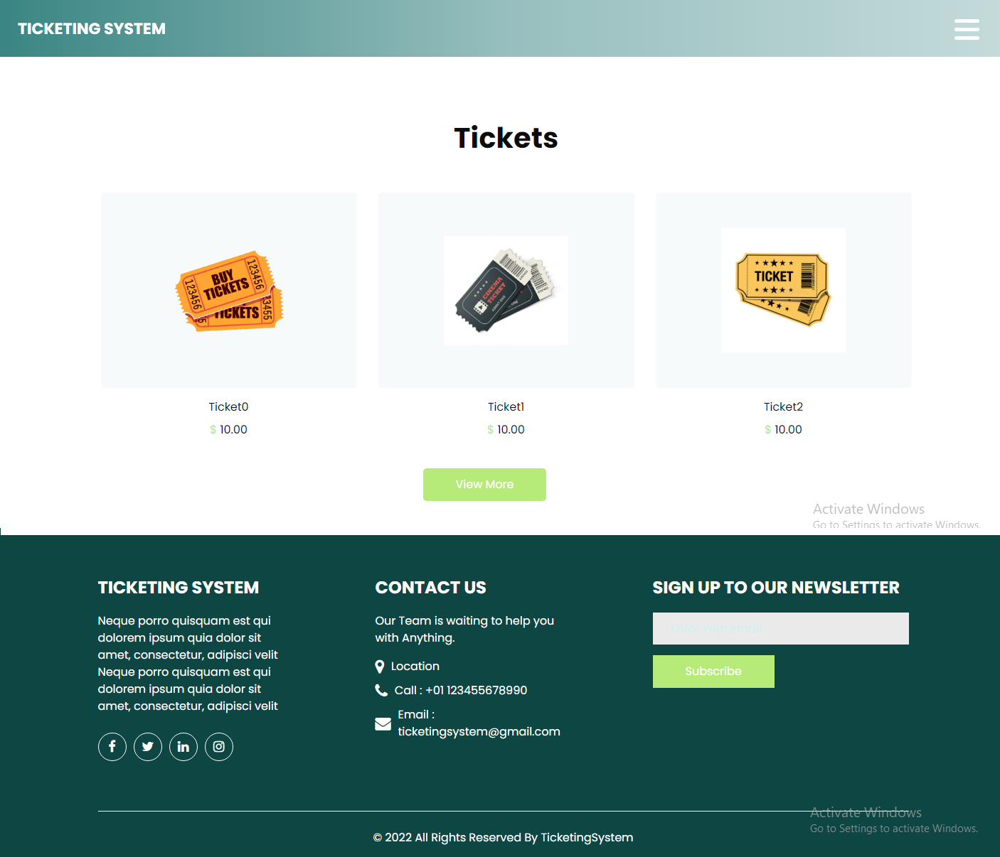 TICKETING SYSTEM
Tickets
BUY
TICKETS
123456
123456
TICKETS
CINEMA
TICKET
ADMIT ONE
TICKET
Ticket0
Ticket1
Ticket2
$ 10.00
$ 10.00
$ 10.00
View More
Activate Windows
Go to Settings to activate Windows.
TICKETING SYSTEM
Neque porro quisquam est qui
dolorem ipsum quia dolor sit
amet, consectetur, adipisci velit
Neque porro quisquam est qui
dolorem ipsum quia dolor sit
amet, consectetur, adipisci velit
CONTACT US
Our Team is waiting to help you
with Anything.
Location
Call : +01 123455678990
Email :
ticketingsystem@gmail.com
SIGN UP TO OUR NEWSLETTER
Enter Your Email
Subscribe
Activate Windows
Go to Settings to activate Windows.
© 2022 All Rights Reserved By TicketingSystem